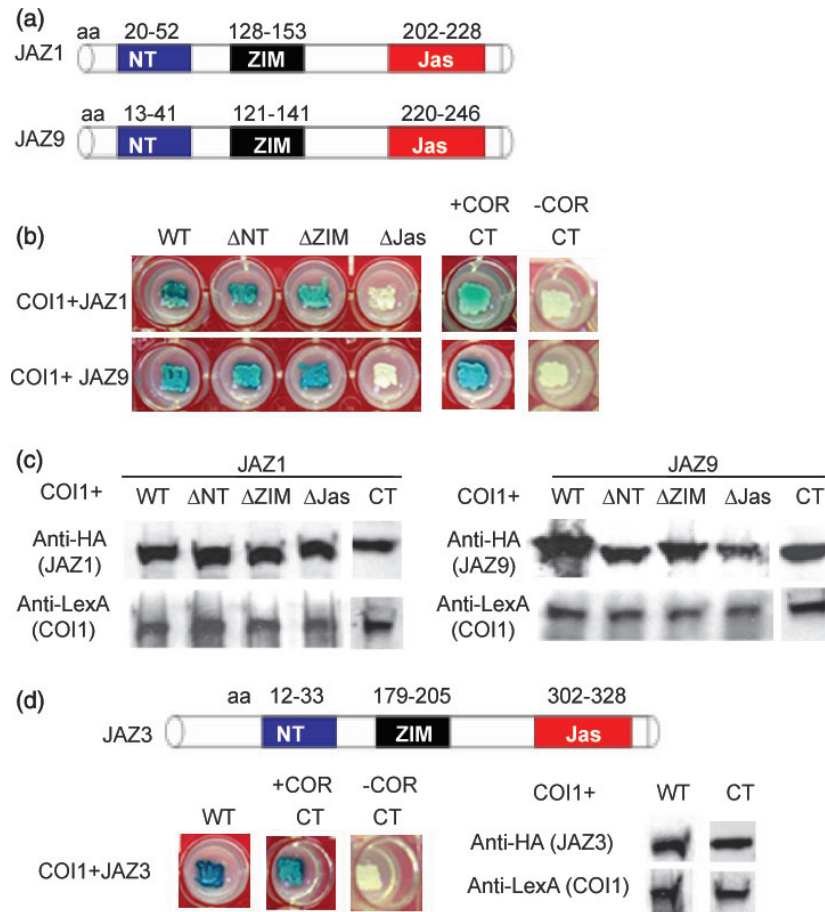 (a)
aa 20-52 128-153 202-228
JAZ1 NT ZIM Jas
aa 13-41 121-141 220-246
JAZ9 NT ZIM Jas
+COR -COR
(b) WT ΔNT ΔZIM ΔJas CT CT
COI1+JAZ1
COI1+ JAZ9
(c) JAZ1 JAZ9
COI1+ WT ΔNT ΔZIM ΔJas CT COI1+ WT ΔNT ΔZIM ΔJas CT
Anti-HA Anti-HA
(JAZ1) (JAZ9)
Anti-LexA Anti-LexA
(COI1) (COI1)
(d) aa 12-33 179-205 302-328
JAZ3 NT ZIM Jas
+COR -COR
WT CT CT COI1+ WT CT
Anti-HA (JAZ3)
COI1+JAZ3
Anti-LexA (COI1)